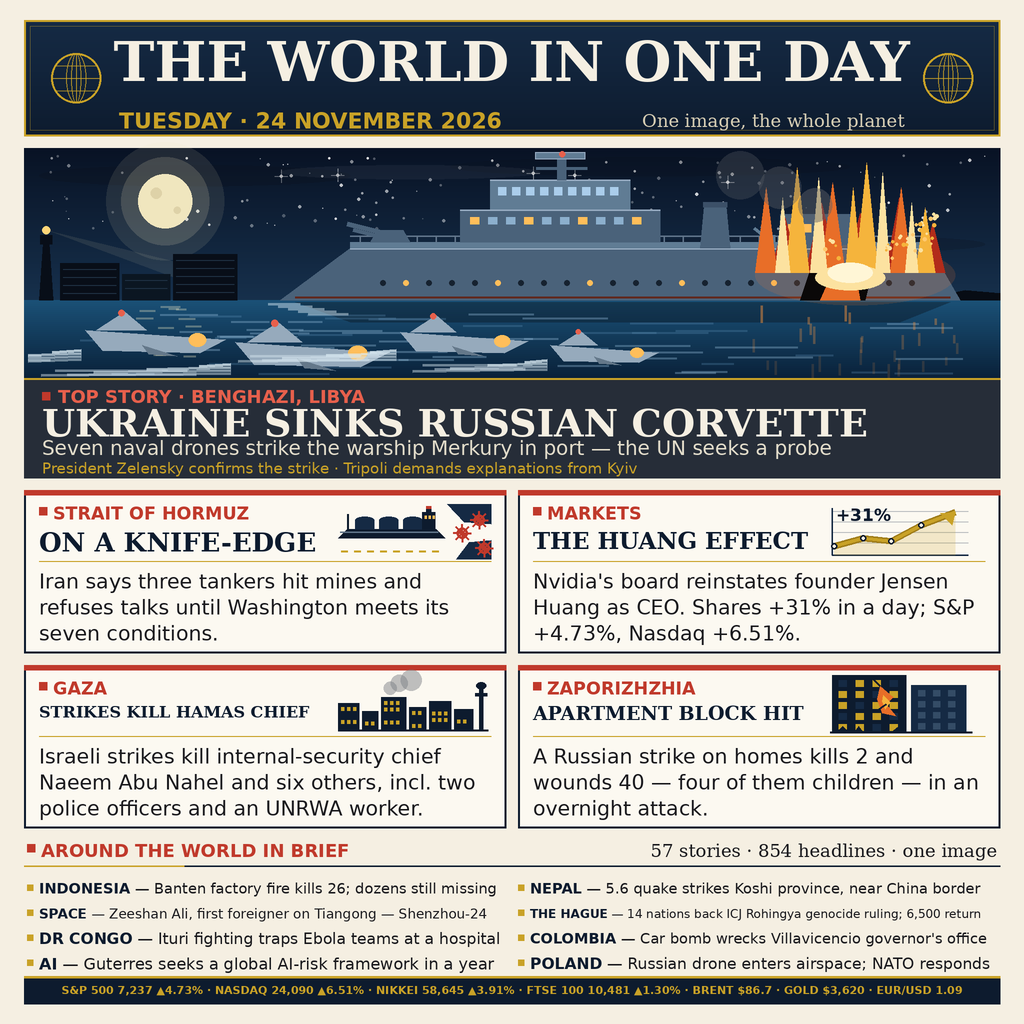 THE WORLD IN ONE DAY
TUESDAY · 24 NOVEMBER 2026
One image, the whole planet
TOP STORY · BENGHAZI, LIBYA
UKRAINE SINKS RUSSIAN CORVETTE
Seven naval drones strike the warship Merkury in port — the UN seeks a probe
President Zelensky confirms the strike · Tripoli demands explanations from Kyiv
STRAIT OF HORMUZ
ON A KNIFE-EDGE
Iran says three tankers hit mines and
refuses talks until Washington meets its
seven conditions.
MARKETS
THE HUANG EFFECT
+31%
Nvidia's board reinstates founder Jensen
Huang as CEO. Shares +31% in a day; S&P
+4.73%, Nasdaq +6.51%.
GAZA
STRIKES KILL HAMAS CHIEF
Israeli strikes kill internal-security chief
Naeem Abu Nahel and six others, incl. two
police officers and an UNRWA worker.
ZAPORIZHZHIA
APARTMENT BLOCK HIT
A Russian strike on homes kills 2 and
wounds 40 — four of them children — in an
overnight attack.
AROUND THE WORLD IN BRIEF
57 stories · 854 headlines · one image
INDONESIA — Banten factory fire kills 26; dozens still missing
SPACE — Zeeshan Ali, first foreigner on Tiangong — Shenzhou-24
DR CONGO — Ituri fighting traps Ebola teams at a hospital
AI — Guterres seeks a global AI-risk framework in a year
NEPAL — 5.6 quake strikes Koshi province, near China border
THE HAGUE — 14 nations back ICJ Rohingya genocide ruling; 6,500 return
COLOMBIA — Car bomb wrecks Villavicencio governor's office
POLAND — Russian drone enters airspace; NATO responds
S&P 500 7,237 ▲4.73% · NASDAQ 24,090 ▲6.51% · NIKKEI 58,645 ▲3.91% · FTSE 100 10,481 ▲1.30% · BRENT $86.7 · GOLD $3,620 · EUR/USD 1.09